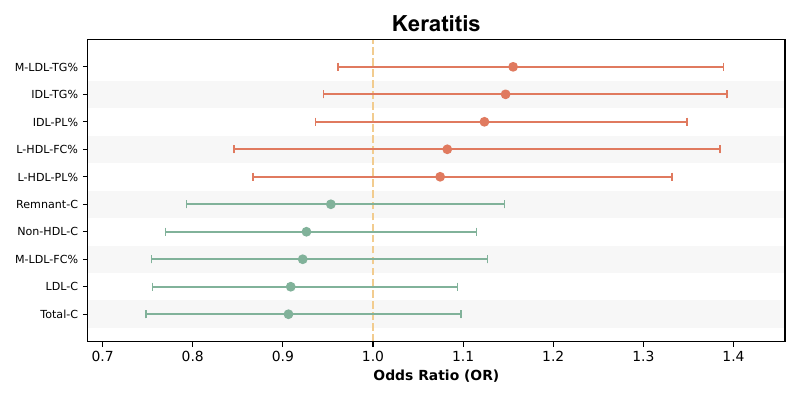 Keratitis
M-LDL-TG%
IDL-TG%
IDL-PL%
L-HDL-FC%
L-HDL-PL%
Remnant-C
Non-HDL-C
M-LDL-FC%
LDL-C
Total-C
0.7 0.8 0.9 1.0 1.1 1.2 1.3 1.4
Odds Ratio (OR)